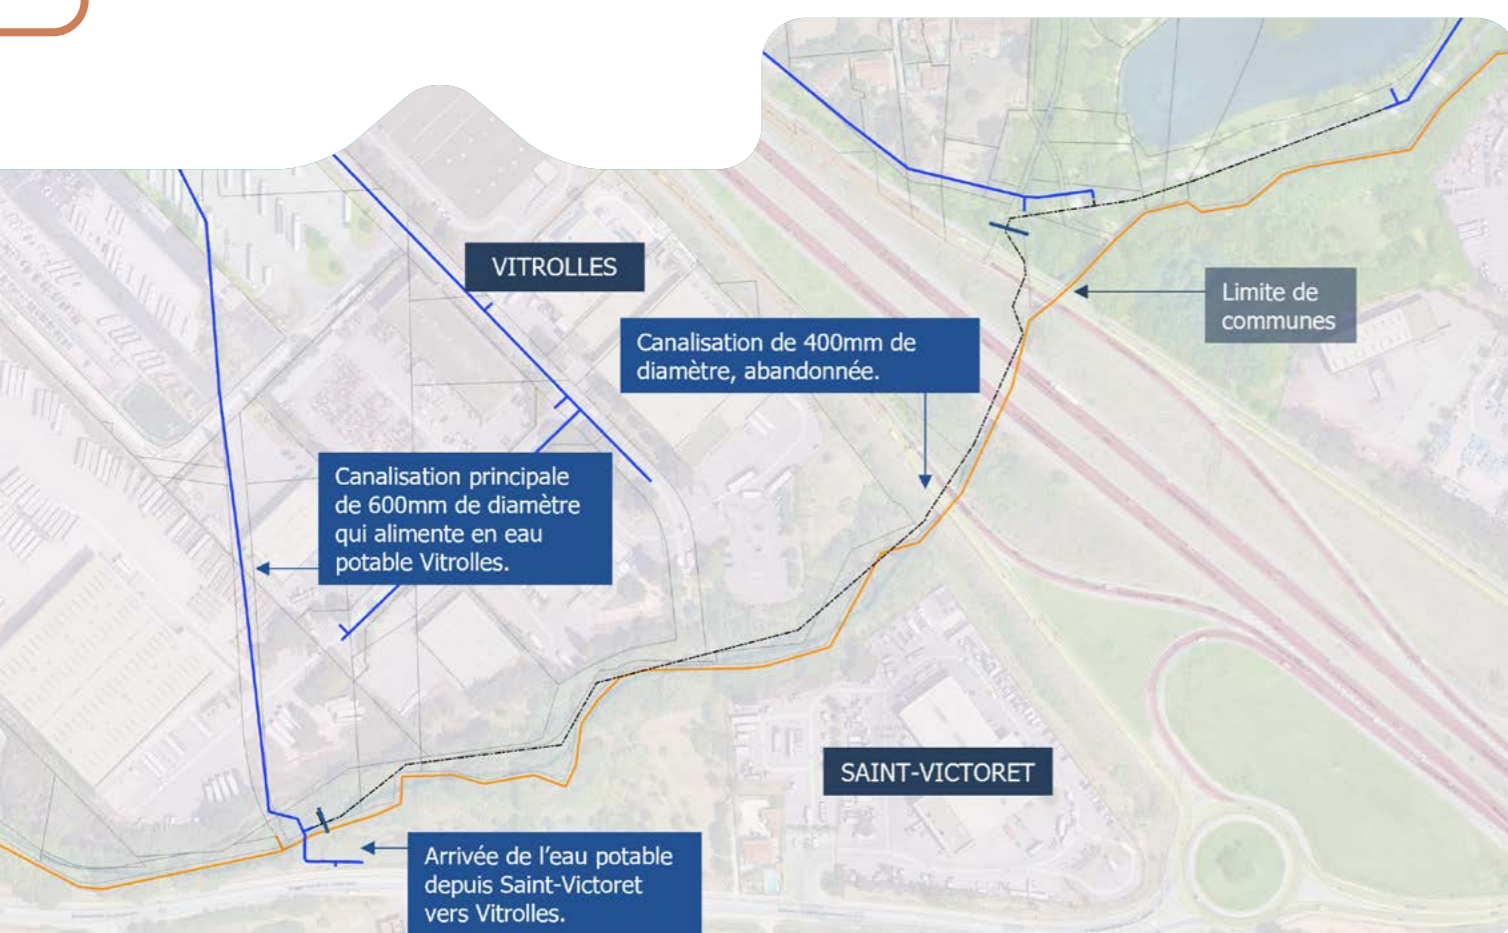 VITROLLES
Limite de
communes
Canalisation de 400mm de
diamètre, abandonnée.
Canalisation principale
de 600mm de diamètre
qui alimente en eau
potable Vitrolles.
SAINT-VICTORET
Arrivée de l'eau potable
depuis Saint-Victoret
vers Vitrolles.